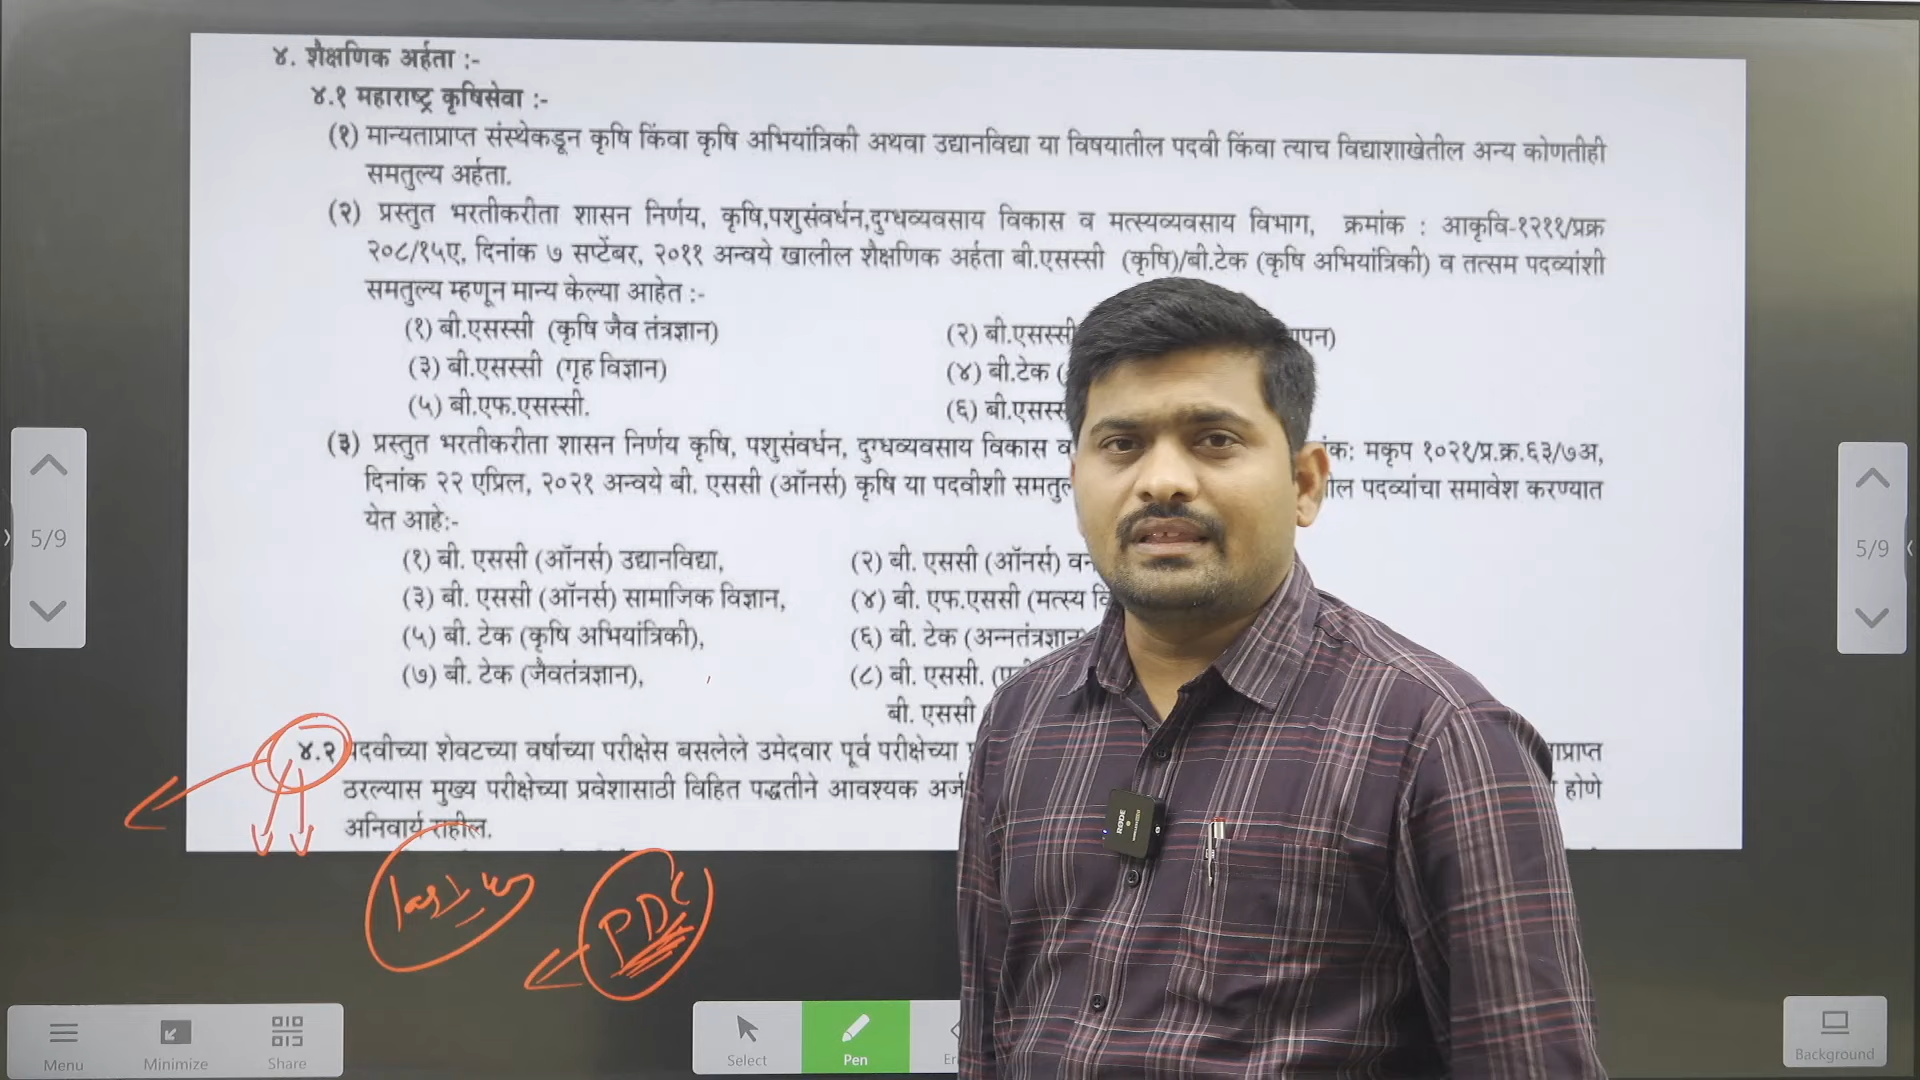 ४. शैक्षणिक अर्हता :-
४.१ महाराष्ट्र कृषिसेवा :-
(१) मान्यताप्राप्त संस्थेकडून कृषि किंवा कृषि अभियांत्रिकी अथवा उद्यानविद्या या विषयातील पदवी किंवा त्याच विद्याशाखेतील अन्य कोणतीही
समतुल्य अर्हता.
(२) प्रस्तुत भरतीकरीता शासन निर्णय, कृषि,पशुसंवर्धन,दुग्धव्यवसाय विकास व मत्स्यव्यवसाय विभाग, क्रमांक : आकृवि-१२११/प्रक्र
२०८/१५ए, दिनांक ७ सप्टेंबर, २०११ अन्वये खालील शैक्षणिक अर्हता बी.एसस्सी (कृषि)/बी.टेक (कृषि अभियांत्रिकी) व तत्सम पदव्यांशी
समतुल्य म्हणून मान्य केल्या आहेत :-
(१) बी.एसस्सी (कृषि जैव तंत्रज्ञान) (२) बी.एसस्सी
(३) बी.एसस्सी (गृह विज्ञान) (४) बी.टेक
(५) बी.एफ.एसस्सी. (६)
(३) प्रस्तुत भरतीकरीता शासन निर्णय कृषि, पशुसंवर्धन, दुग्धव्यवसाय विकास व मकृप १०२१/प्र.क्र.६३/७अ,
दिनांक २२ एप्रिल, २०२१ अन्वये बी. एससी (ऑनर्स) कृषि या पदवीशी पदव्यांचा समावेश करण्यात
येत आहे:-
(१) बी. एससी (ऑनर्स) उद्यानविद्या, (२) बी. एससी (ऑनर्स)
(३) बी. एससी (ऑनर्स) सामाजिक विज्ञान, (४) बी. एफ.एससी (मत्स्य
(५) बी. टेक (कृषि अभियांत्रिकी), (६) बी. टेक (अन्नतंत्रज्ञान)
(७) बी. टेक (जैवतंत्रज्ञान), (८) बी. एससी.
बी. एससी
४.२ पदवीच्या शेवटच्या वर्षाच्या परीक्षेस बसलेले उमेदवार पूर्व परीक्षेच्या
ठरल्यास मुख्य परीक्षेच्या प्रवेशासाठी विहित पद्धतीने आवश्यक होणे
अनिवार्य राहील.
5/9
5/9
RODE
Menu
Minimize
Share
Select
Pen
Background